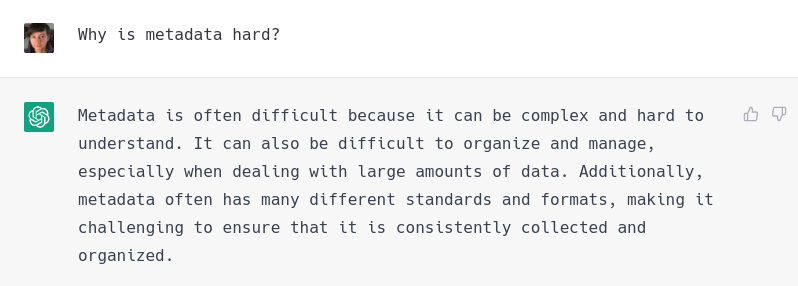 Why is metadata hard?
Metadata is often difficult because it can be complex and hard to
understand. It can also be difficult to organize and manage,
especially when dealing with large amounts of data. Additionally,
metadata often has many different standards and formats, making it
challenging to ensure that it is consistently collected and
organized.